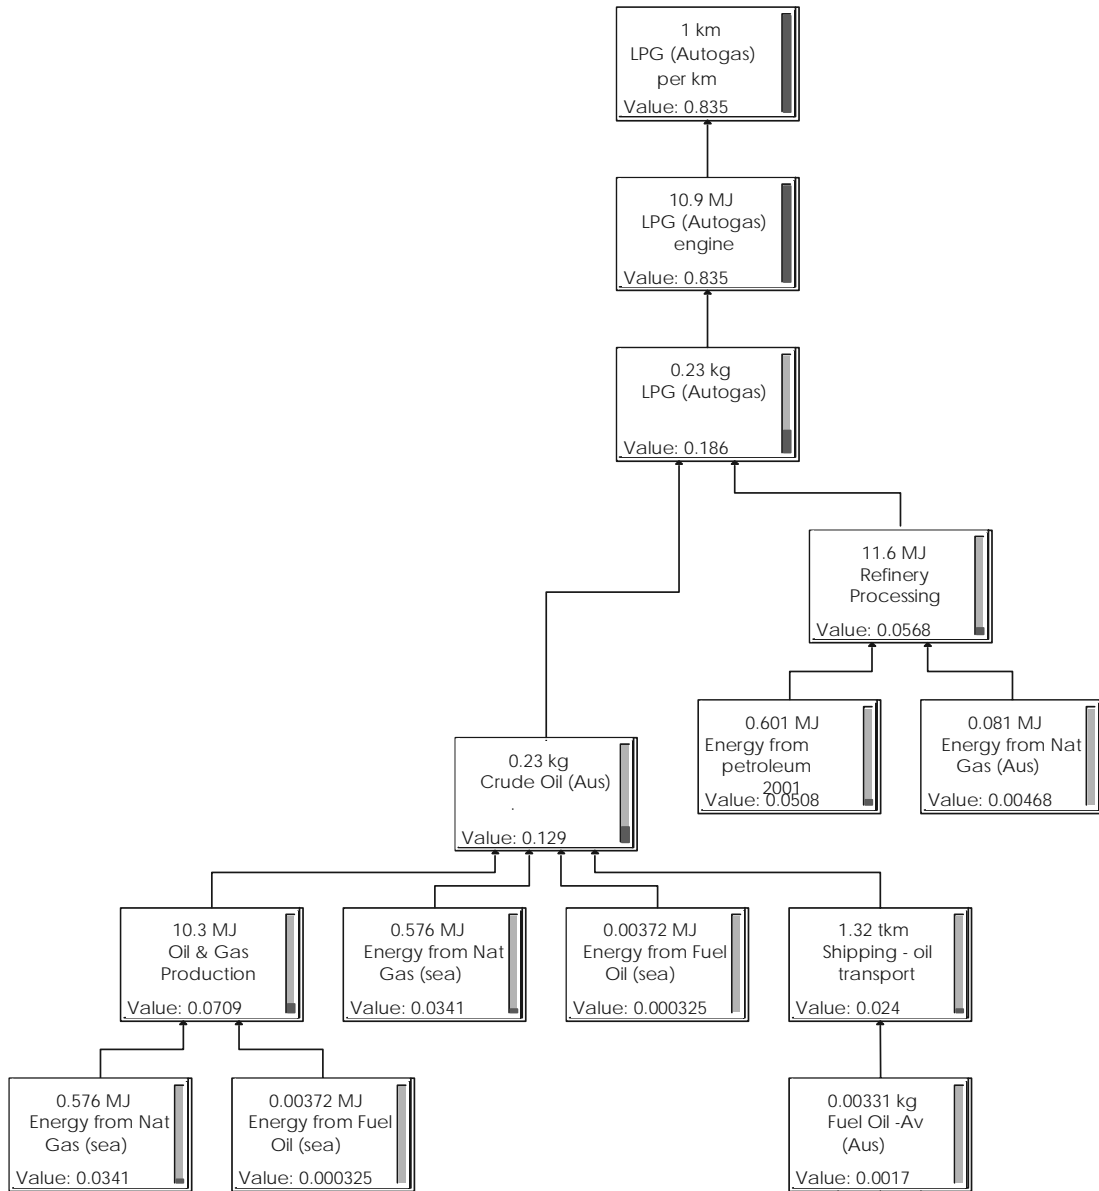 1 km
LPG (Autogas)
per km
Value: 0.835
10.9 MJ
LPG (Autogas)
engine
Value: 0.835
0.23 kg
LPG (Autogas)
Value: 0.186
11.6 MJ
Refinery
Processing
Value: 0.0568
0.601 MJ
Energy from
petroleum
2001
Value: 0.0508
0.081 MJ
Energy from Nat
Gas (Aus)
Value: 0.00468
0.23 kg
Crude Oil (Aus)
.
Value: 0.129
10.3 MJ
Oil & Gas
Production
Value: 0.0709
0.576 MJ
Energy from Nat
Gas (sea)
Value: 0.0341
0.00372 MJ
Energy from Fuel
Oil (sea)
Value: 0.000325
1.32 tkm
Shipping - oil
transport
Value: 0.024
0.576 MJ
Energy from Nat
Gas (sea)
Value: 0.0341
0.00372 MJ
Energy from Fuel
Oil (sea)
Value: 0.000325
0.00331 kg
Fuel Oil -Av
(Aus)
Value: 0.0017